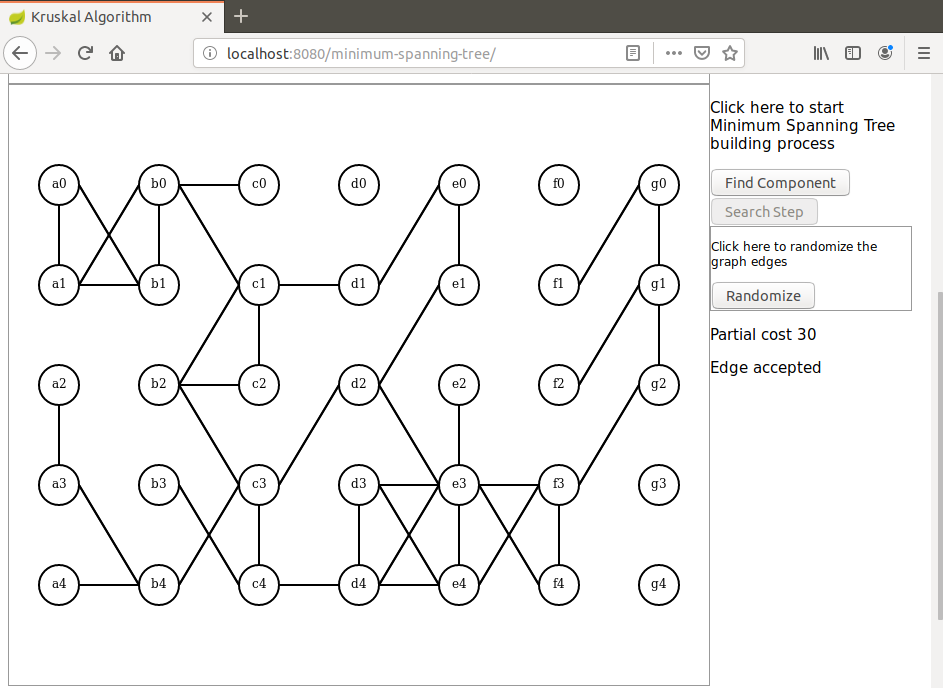 Kruskal Algorithm
localhost:8080/minimum-spanning-tree/
Click here to start
Minimum Spanning Tree
building process
Find Component
Search Step
Click here to randomize the
graph edges
Randomize
Partial cost 30
Edge accepted
a0 b0 c0 d0 e0 f0 g0
a1 b1 c1 d1 e1 f1 g1
a2 b2 c2 d2 e2 f2 g2
a3 b3 c3 d3 e3 f3 g3
a4 b4 c4 d4 e4 f4 g4